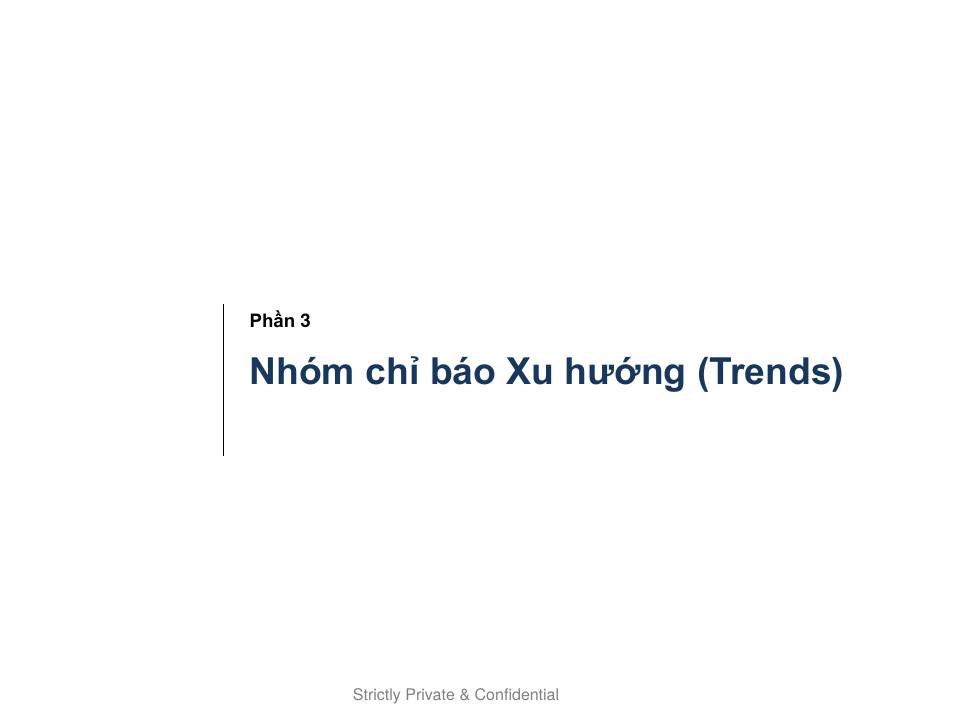 Phần 3
Nhóm chỉ báo Xu hướng (Trends)
Strictly Private & Confidential